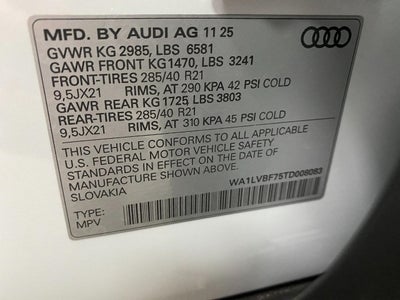 MFD. BY AUDI AG 11 25
GVWR KG 2985, LBS 6581
GAWR FRONT KG1470, LBS 3241
FRONT-TIRES 285/40 R21
9,5JX21 RIMS, AT 290 KPA 42 PSI COLD
GAWR REAR KG 1725, LBS 3803
REAR-TIRES 285/40 R21
9,5JX21 RIMS, AT 310 KPA 45 PSI COLD
THIS VEHICLE CONFORMS TO ALL APPLICABLE
U.S. FEDERAL MOTOR VEHICLE SAFETY
STANDARDS IN EFFECT ON THE DATE OF
MANUFACTURE SHOWN ABOVE
SLOVAKIA
WA1LVBF75TD006083
TYPE:
MPV